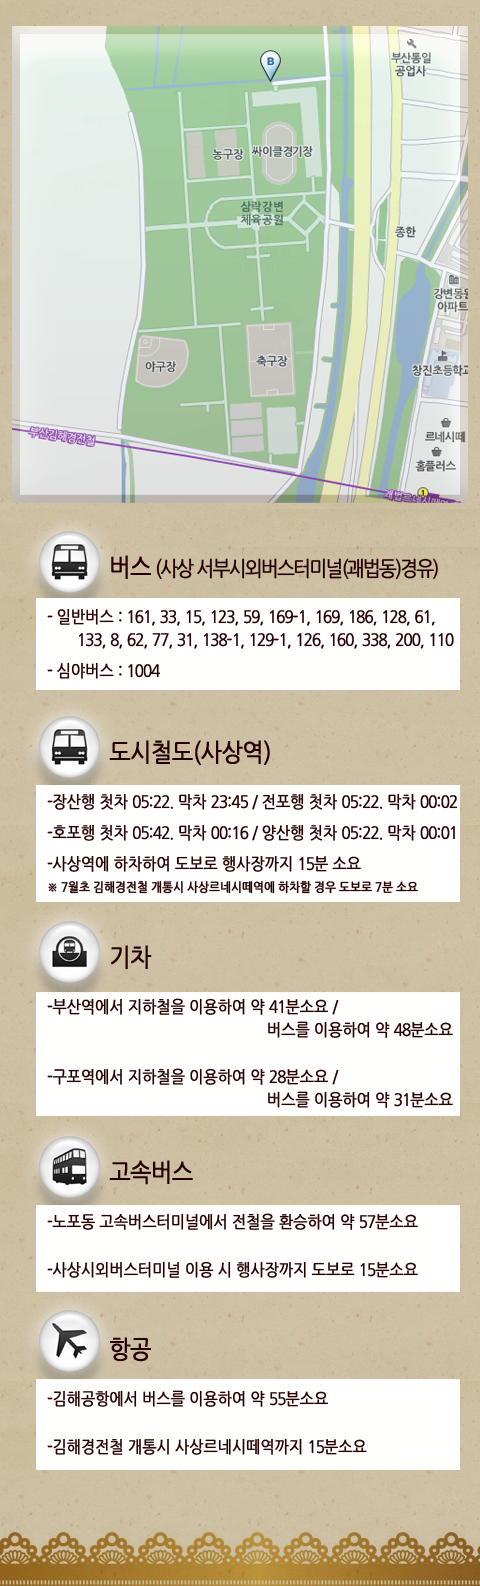 B
부산통일
공업사
농구장
싸이클경기장
삼락강변
체육공원
종한
강변동원
아파트
야구장
축구장
창진초등학교
르네시떼
홈플러스
부산김해경전철
1
버스 (사상 서부시외버스터미널(괘법동)경유)
- 일반버스 : 161, 33, 15, 123, 59, 169-1, 169, 186, 128, 61,
133, 8, 62, 77, 31, 138-1, 129-1, 126, 160, 338, 200, 110
- 심야버스 : 1004
도시철도(사상역)
-장산행 첫차 05:22. 막차 23:45 / 전포행 첫차 05:22. 막차 00:02
-호포행 첫차 05:42. 막차 00:16 / 양산행 첫차 05:22. 막차 00:01
-사상역에 하차하여 도보로 행사장까지 15분 소요
※ 7월초 김해경전철 개통시 사상르네시떼역에 하차할 경우 도보로 7분 소요
기차
-부산역에서 지하철을 이용하여 약 41분소요 /
버스를 이용하여 약 48분소요
-구포역에서 지하철을 이용하여 약 28분소요 /
버스를 이용하여 약 31분소요
고속버스
-노포동 고속버스터미널에서 전철을 환승하여 약 57분소요
-사상시외버스터미널 이용 시 행사장까지 도보로 15분소요
항공
-김해공항에서 버스를 이용하여 약 55분소요
-김해경전철 개통시 사상르네시떼역까지 15분소요